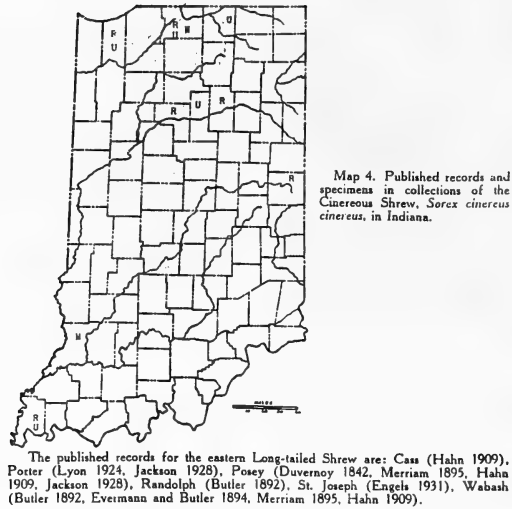 R
U
R
U
M
U
R
U
R
R
M
R
U
MILES
Map 4. Published records and
specimens in collections of the
Cinereous Shrew, Sorex cinereus
cinereus, in Indiana.
The published records for the eastern Long-tailed Shrew are: Cass (Hahn 1909),
Porter (Lyon 1924, Jackson 1928), Posey (Duvernoy 1842, Merriam 1895, Hahn
1909, Jackson 1928), Randolph (Butler 1892), St. Joseph (Engels 1931), Wabash
(Butler 1892, Evermann and Butler 1894, Merriam 1895, Hahn 1909).